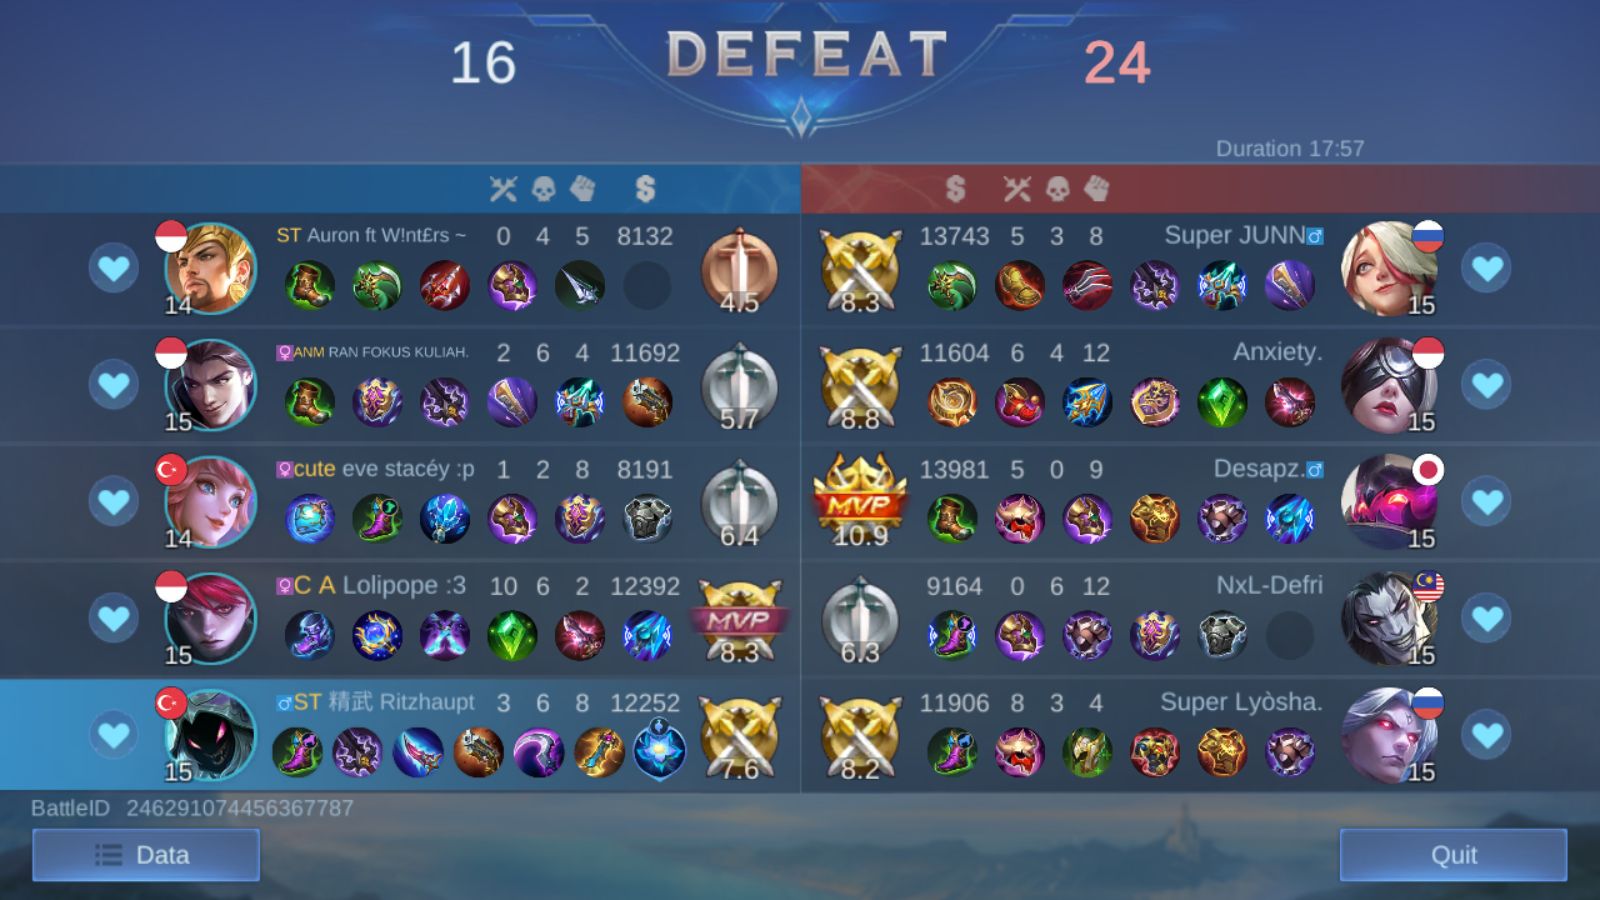 16 DEFEAT 24
Duration 17:57
ST Auron ft W!nt£rs ~ 0 4 5 8132
14 4.5
13743 5 3 8 Super JUNN
8.3 15
ANM RAN FOKUS KULIAH. 2 6 4 11692
15 5.7
11604 6 4 12 Anxiety.
8.8 15
cute eve stacéy :p 1 2 8 8191
14 6.4
13981 5 0 9 Desapz.
MVP
10.9 15
C A Lolipope :3 10 6 2 12392
MVP
15 8.3
9164 0 6 12 NxL-Defri
6.3 15
ST 精武 Ritzhaupt 3 6 8 12252
15 7.6
11906 8 3 4 Super Lyòsha.
8.2 15
BattleID 246291074456367787
Data
Quit